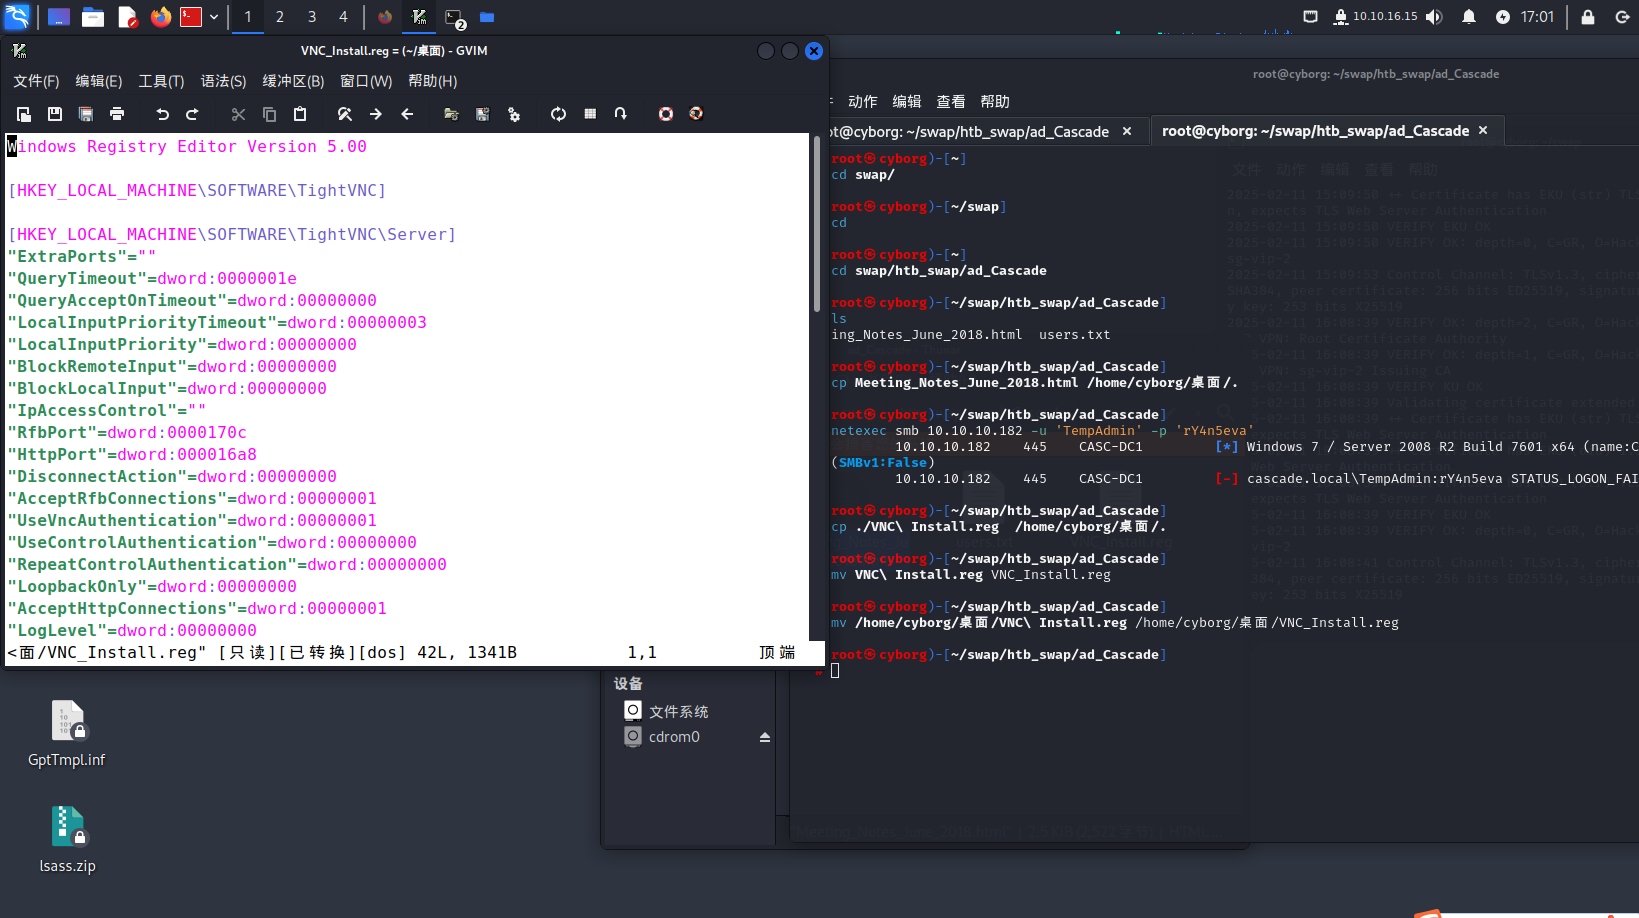 1 2 3 4
10.10.16.15
17:01
VNC_Install.reg = (~/桌面) - GVIM
文件(F) 编辑(E) 工具(T) 语法(S) 缓冲区(B) 窗口(W) 帮助(H)
Windows Registry Editor Version 5.00
[HKEY_LOCAL_MACHINE\SOFTWARE\TightVNC]
[HKEY_LOCAL_MACHINE\SOFTWARE\TightVNC\Server]
"ExtraPorts"=""
"QueryTimeout"=dword:0000001e
"QueryAcceptOnTimeout"=dword:00000000
"LocalInputPriorityTimeout"=dword:00000003
"LocalInputPriority"=dword:00000000
"BlockRemoteInput"=dword:00000000
"BlockLocalInput"=dword:00000000
"IpAccessControl"=""
"RfbPort"=dword:0000170c
"HttpPort"=dword:000016a8
"DisconnectAction"=dword:00000000
"AcceptRfbConnections"=dword:00000001
"UseVncAuthentication"=dword:00000001
"UseControlAuthentication"=dword:00000000
"RepeatControlAuthentication"=dword:00000000
"LoopbackOnly"=dword:00000000
"AcceptHttpConnections"=dword:00000001
"LogLevel"=dword:00000000
<面/VNC_Install.reg" [只读][已转换][dos] 42L, 1341B 1,1 顶端
root@cyborg: ~/swap/htb_swap/ad_Cascade
动作 编辑 查看 帮助
ot@cyborg: ~/swap/htb_swap/ad_Cascade × root@cyborg: ~/swap/htb_swap/ad_Cascade ×
root㉿cyborg)-[~]
cd swap/
root㉿cyborg)-[~/swap]
cd
root㉿cyborg)-[~]
cd swap/htb_swap/ad_Cascade
root㉿cyborg)-[~/swap/htb_swap/ad_Cascade]
ls
ing_Notes_June_2018.html users.txt
root㉿cyborg)-[~/swap/htb_swap/ad_Cascade]
cp Meeting_Notes_June_2018.html /home/cyborg/桌面/.
root㉿cyborg)-[~/swap/htb_swap/ad_Cascade]
netexec smb 10.10.10.182 -u 'TempAdmin' -p 'rY4n5eva'
10.10.10.182 445 CASC-DC1 [*] Windows 7 / Server 2008 R2 Build 7601 x64 (name:C
(SMBv1:False)
10.10.10.182 445 CASC-DC1 [-] cascade.local\TempAdmin:rY4n5eva STATUS_LOGON_FAI
root㉿cyborg)-[~/swap/htb_swap/ad_Cascade]
cp ./VNC\ Install.reg /home/cyborg/桌面/.
root㉿cyborg)-[~/swap/htb_swap/ad_Cascade]
mv VNC\ Install.reg VNC_Install.reg
root㉿cyborg)-[~/swap/htb_swap/ad_Cascade]
mv /home/cyborg/桌面/VNC\ Install.reg /home/cyborg/桌面/VNC_Install.reg
root㉿cyborg)-[~/swap/htb_swap/ad_Cascade]
设备
文件系统
cdrom0
GptTmpl.inf
lsass.zip